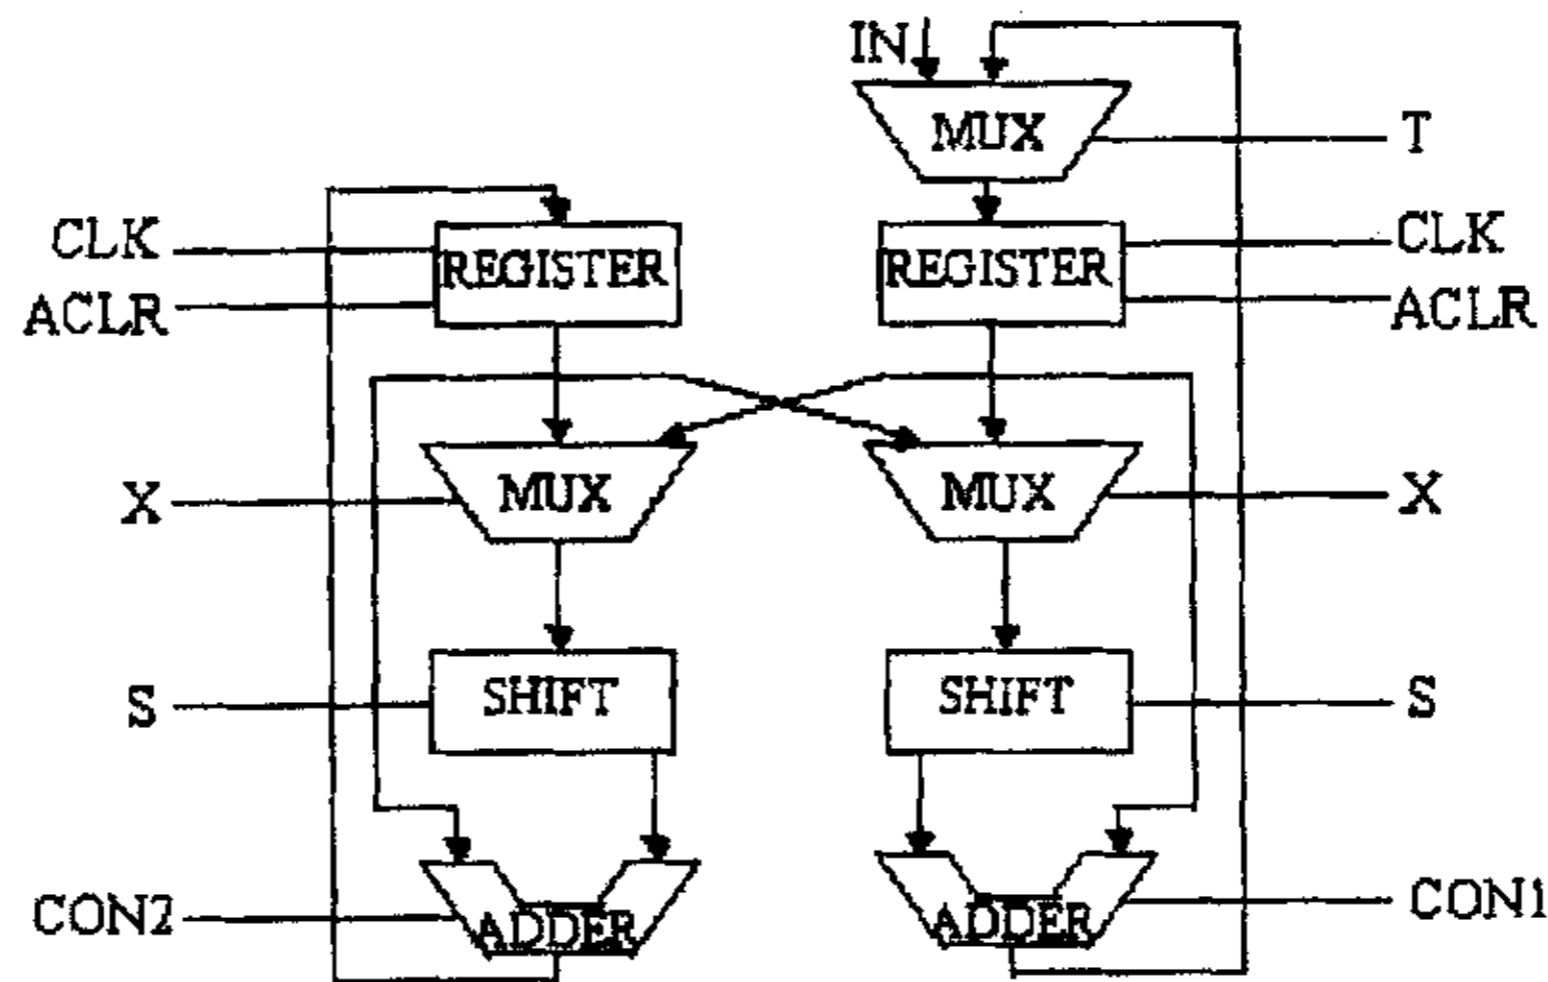 IN
MUX
T
CLK
REGISTER
REGISTER
CLK
ACLR
ACLR
X
MUX
MUX
X
S
SHIFT
SHIFT
S
CON2
ADDER
ADDER
CON1